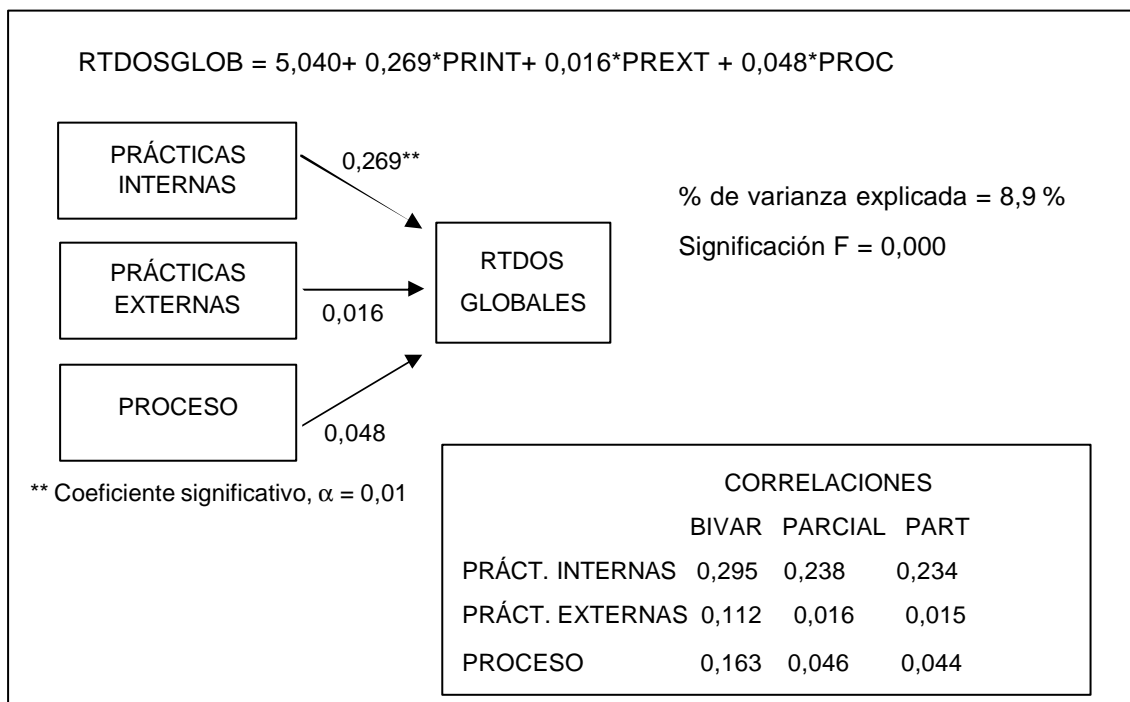 RTDOSGLOB = 5,040+ 0,269*PRINT+ 0,016*PREXT + 0,048*PROC
PRÁCTICAS
INTERNAS
0,269**
PRÁCTICAS
EXTERNAS
0,016
PROCESO
0,048
RTDOS
GLOBALES
% de varianza explicada = 8,9 %
Significación F = 0,000
** Coeficiente significativo, α = 0,01
CORRELACIONES
BIVAR PARCIAL PART
PRÁCT. INTERNAS 0,295 0,238 0,234
PRÁCT. EXTERNAS 0,112 0,016 0,015
PROCESO 0,163 0,046 0,044